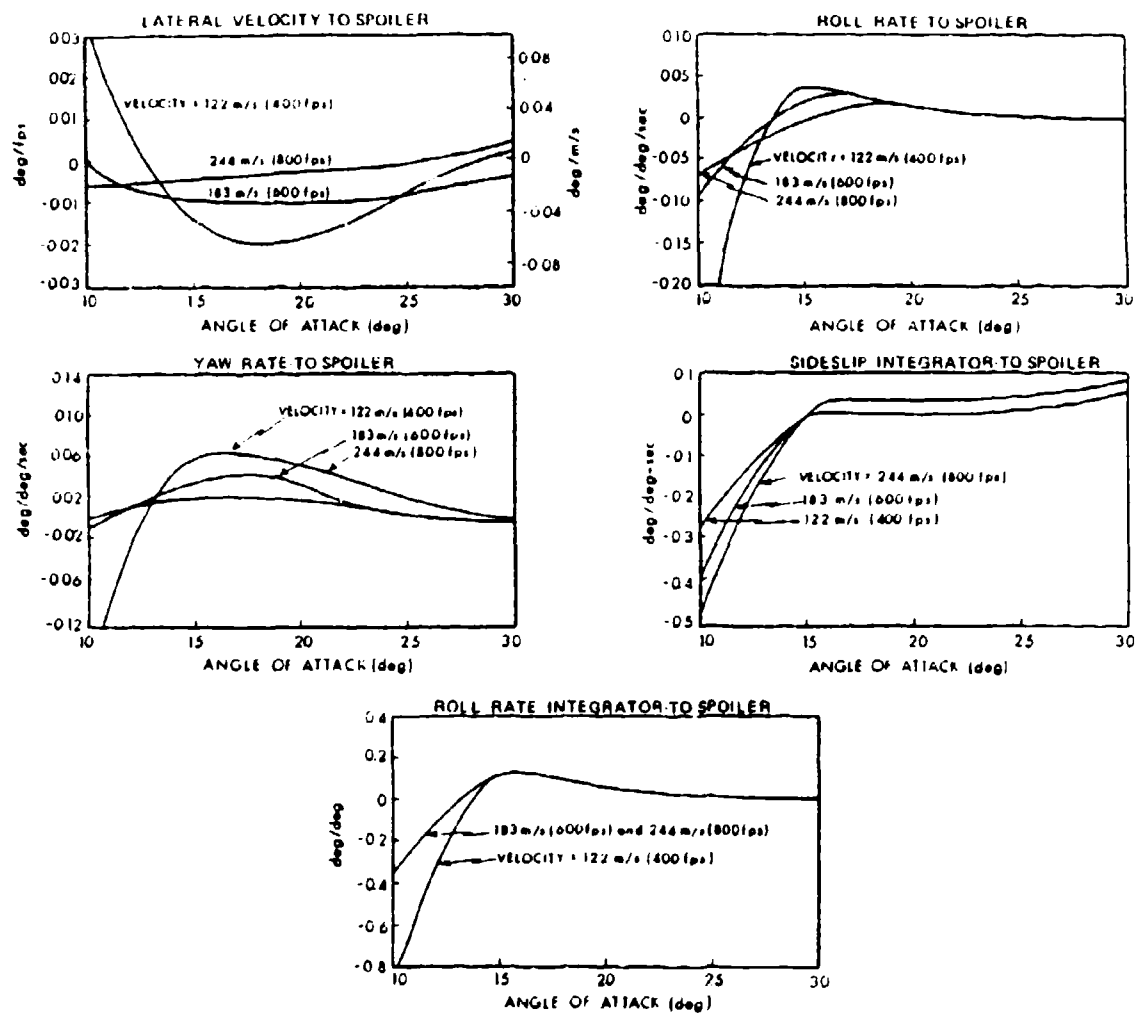 LATERAL VELOCITY TO SPOILER
003
002
001
0
-001
-002
-003
deg/fps
0.08
0.04
0
-0.04
-0.08
deg/m/s
VELOCITY = 122 m/s (400 fps)
244 m/s (800 fps)
183 m/s (600 fps)
10 15 20 25 30
ANGLE OF ATTACK (deg)
ROLL RATE TO SPOILER
010
005
0
-005
-010
-015
-020
deg/deg/sec
VELOCITY = 122 m/s (400 fps)
183 m/s (600 fps)
244 m/s (800 fps)
10 15 20 25 30
ANGLE OF ATTACK (deg)
YAW RATE TO SPOILER
014
010
006
002
-002
-006
-012
deg/deg/sec
VELOCITY = 122 m/s (400 fps)
183 m/s (600 fps)
244 m/s (800 fps)
10 15 20 25 30
ANGLE OF ATTACK (deg)
SIDESLIP INTEGRATOR-TO SPOILER
01
0
-0.1
-0.2
-0.3
-0.4
-0.5
deg/deg-sec
VELOCITY = 244 m/s (800 fps)
183 m/s (600 fps)
122 m/s (400 fps)
10 15 20 25 30
ANGLE OF ATTACK (deg)
ROLL RATE INTEGRATOR-TO SPOILER
0.4
0.2
0
-0.2
-0.4
-0.6
-0.8
deg/deg
183 m/s (600 fps) and 244 m/s (800 fps)
VELOCITY = 122 m/s (400 fps)
10 15 20 25 30
ANGLE OF ATTACK (deg)